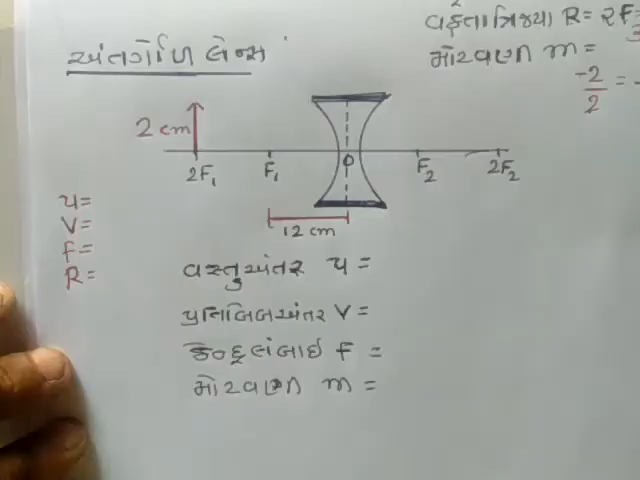 વક્રતાત્રિજ્યા R = 2F =
મોટવણી m =
-2/2 = -
અંતર્ગોળ લેન્સ
2 cm
2F₁ F₁ O F₂ 2F₂
12 cm
u =
V =
f =
R =
વસ્તુઅંતર u =
પ્રતિબિંબઅંતર V =
કેન્દ્રલંબાઈ f =
મોટવણી m =